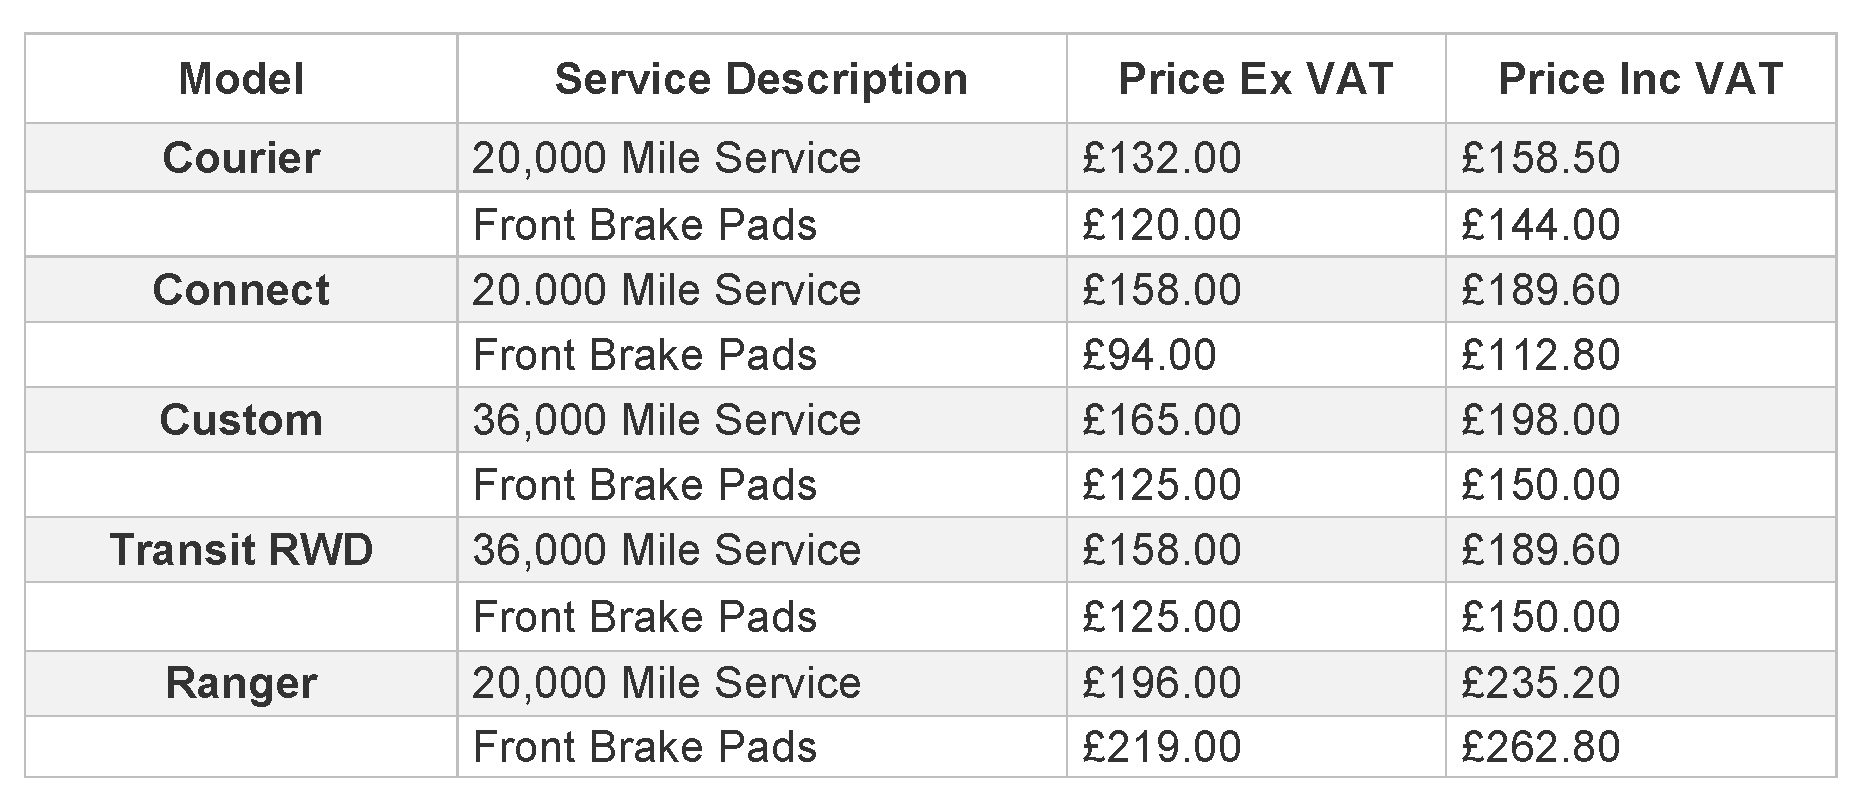 Model Service Description Price Ex VAT Price Inc VAT
Courier 20,000 Mile Service £132.00 £158.50
Front Brake Pads £120.00 £144.00
Connect 20.000 Mile Service £158.00 £189.60
Front Brake Pads £94.00 £112.80
Custom 36,000 Mile Service £165.00 £198.00
Front Brake Pads £125.00 £150.00
Transit RWD 36,000 Mile Service £158.00 £189.60
Front Brake Pads £125.00 £150.00
Ranger 20,000 Mile Service £196.00 £235.20
Front Brake Pads £219.00 £262.80